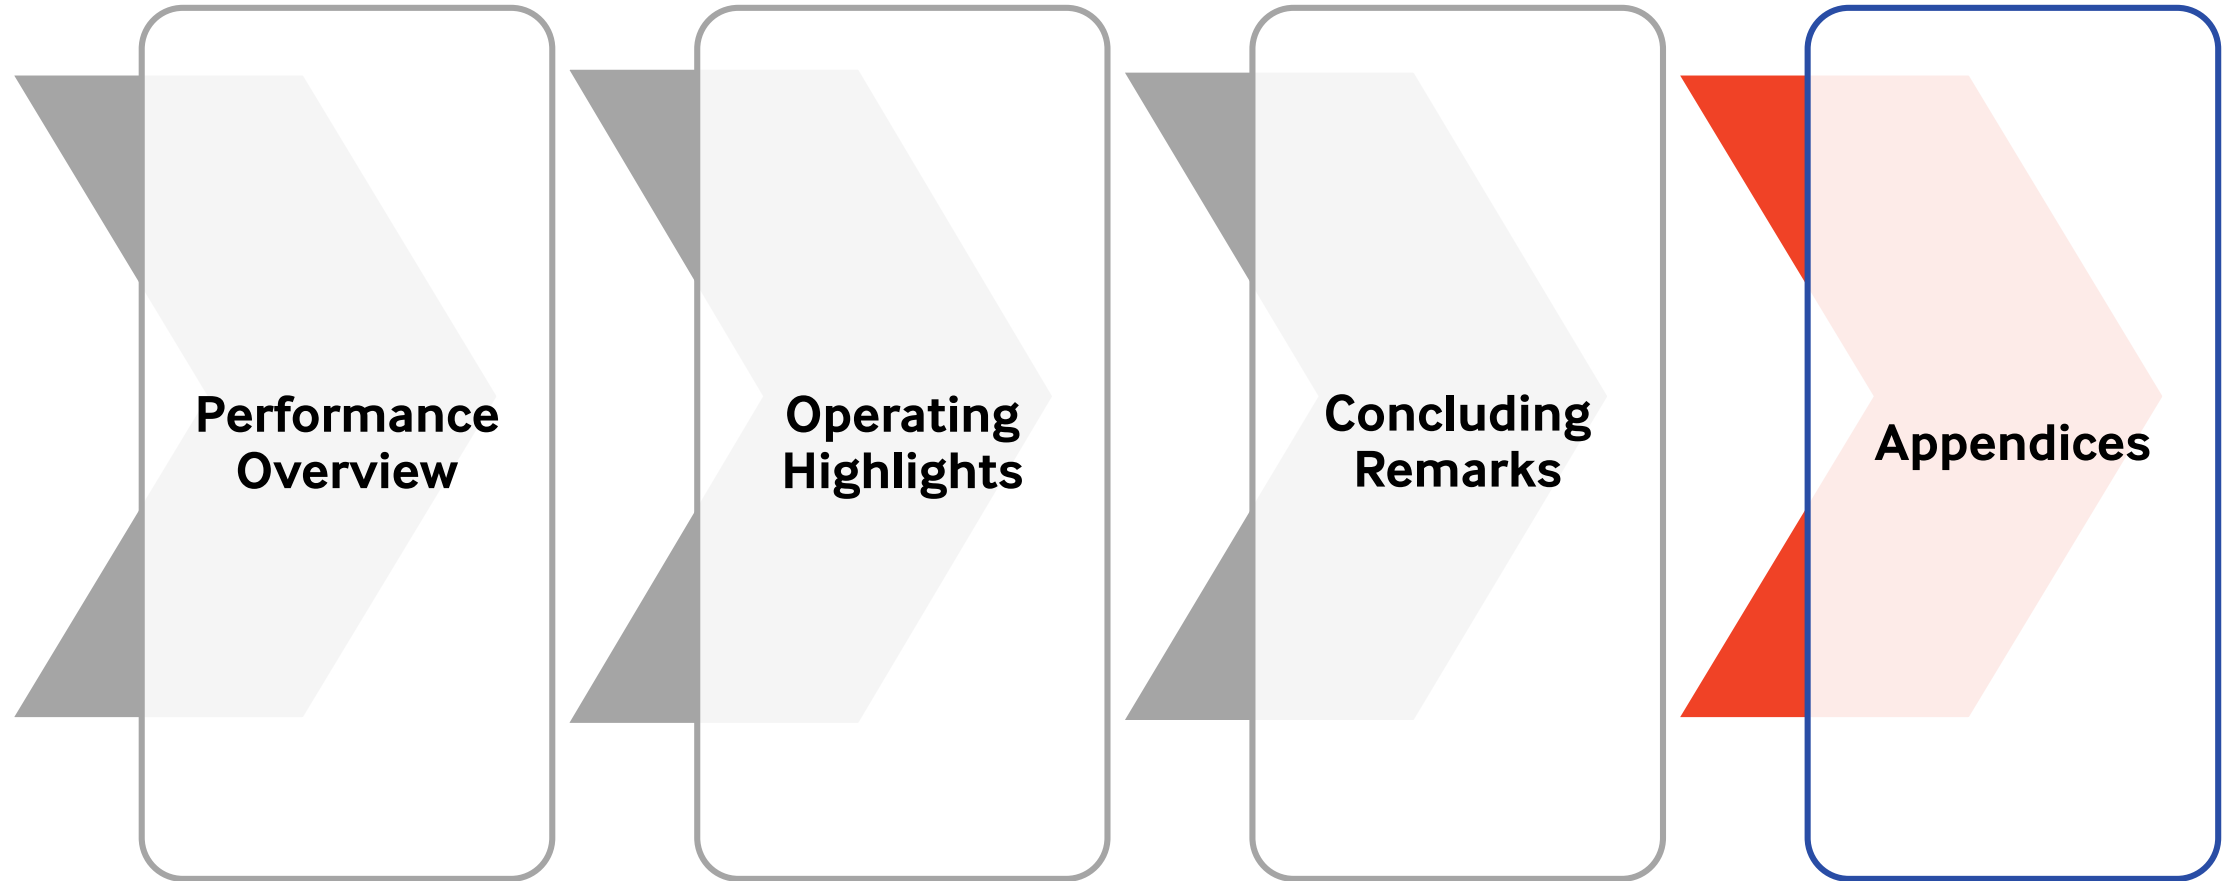 Performance
Overview
Operating
Highlights
Concluding
Remarks
Appendices